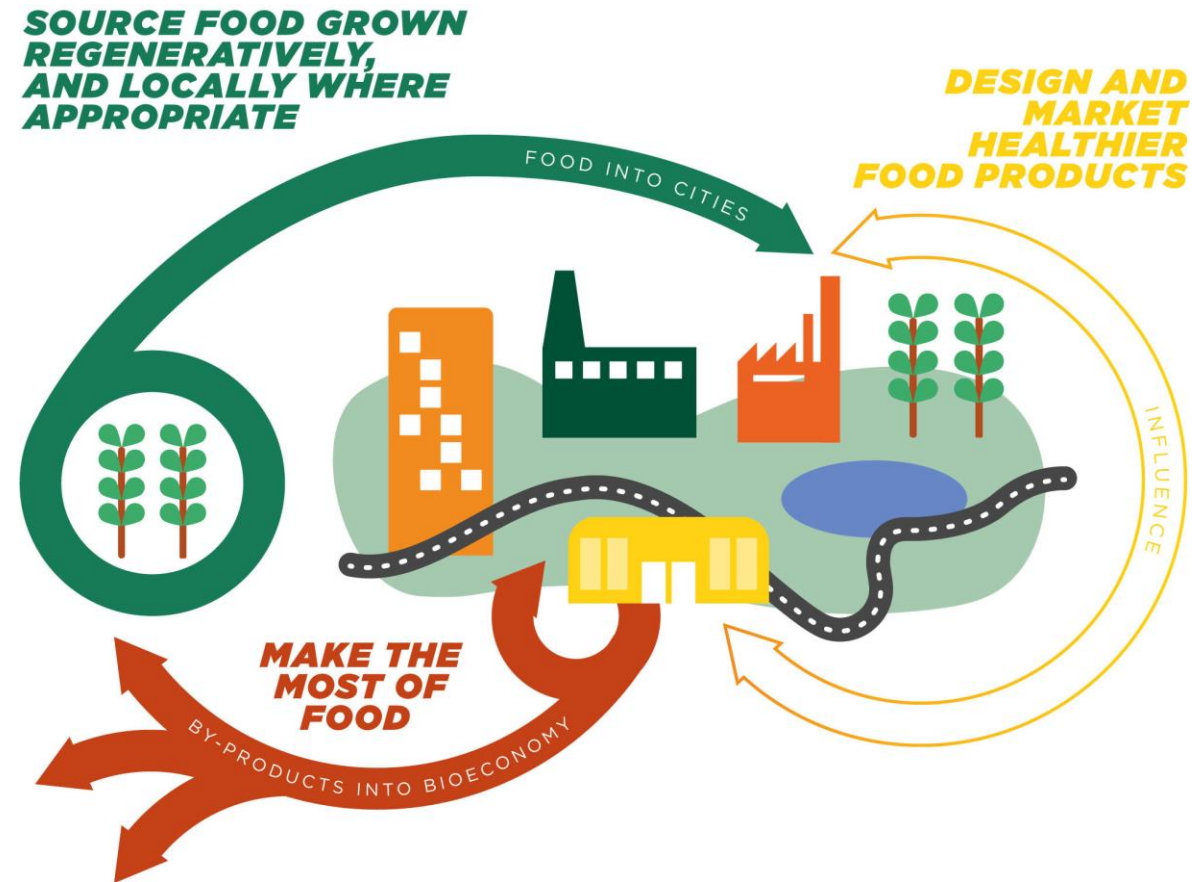 SOURCE FOOD GROWN
REGENERATIVELY,
AND LOCALLY WHERE
APPROPRIATE
DESIGN AND
MARKET
HEALTHIER
FOOD PRODUCTS
FOOD INTO CITIES
INFLUENCE
MAKE THE
MOST OF
FOOD
BY-PRODUCTS INTO BIOECONOMY